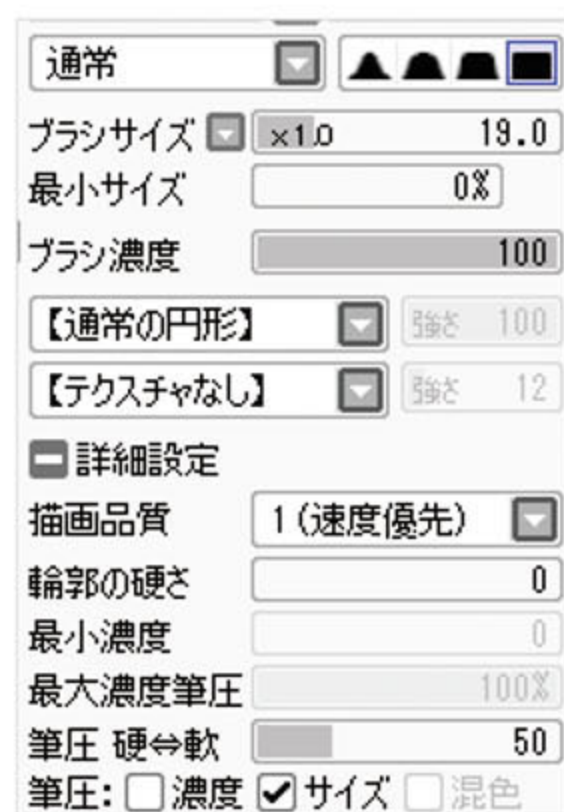 通常
ブラシサイズ ×1.0 19.0
最小サイズ 0%
ブラシ濃度 100
【通常の円形】 強さ 100
【テクスチャなし】 強さ 12
詳細設定
描画品質 1(速度優先)
輪郭の硬さ 0
最小濃度 0
最大濃度筆圧 100%
筆圧 硬⇔軟 50
筆圧: 濃度 サイズ 混色